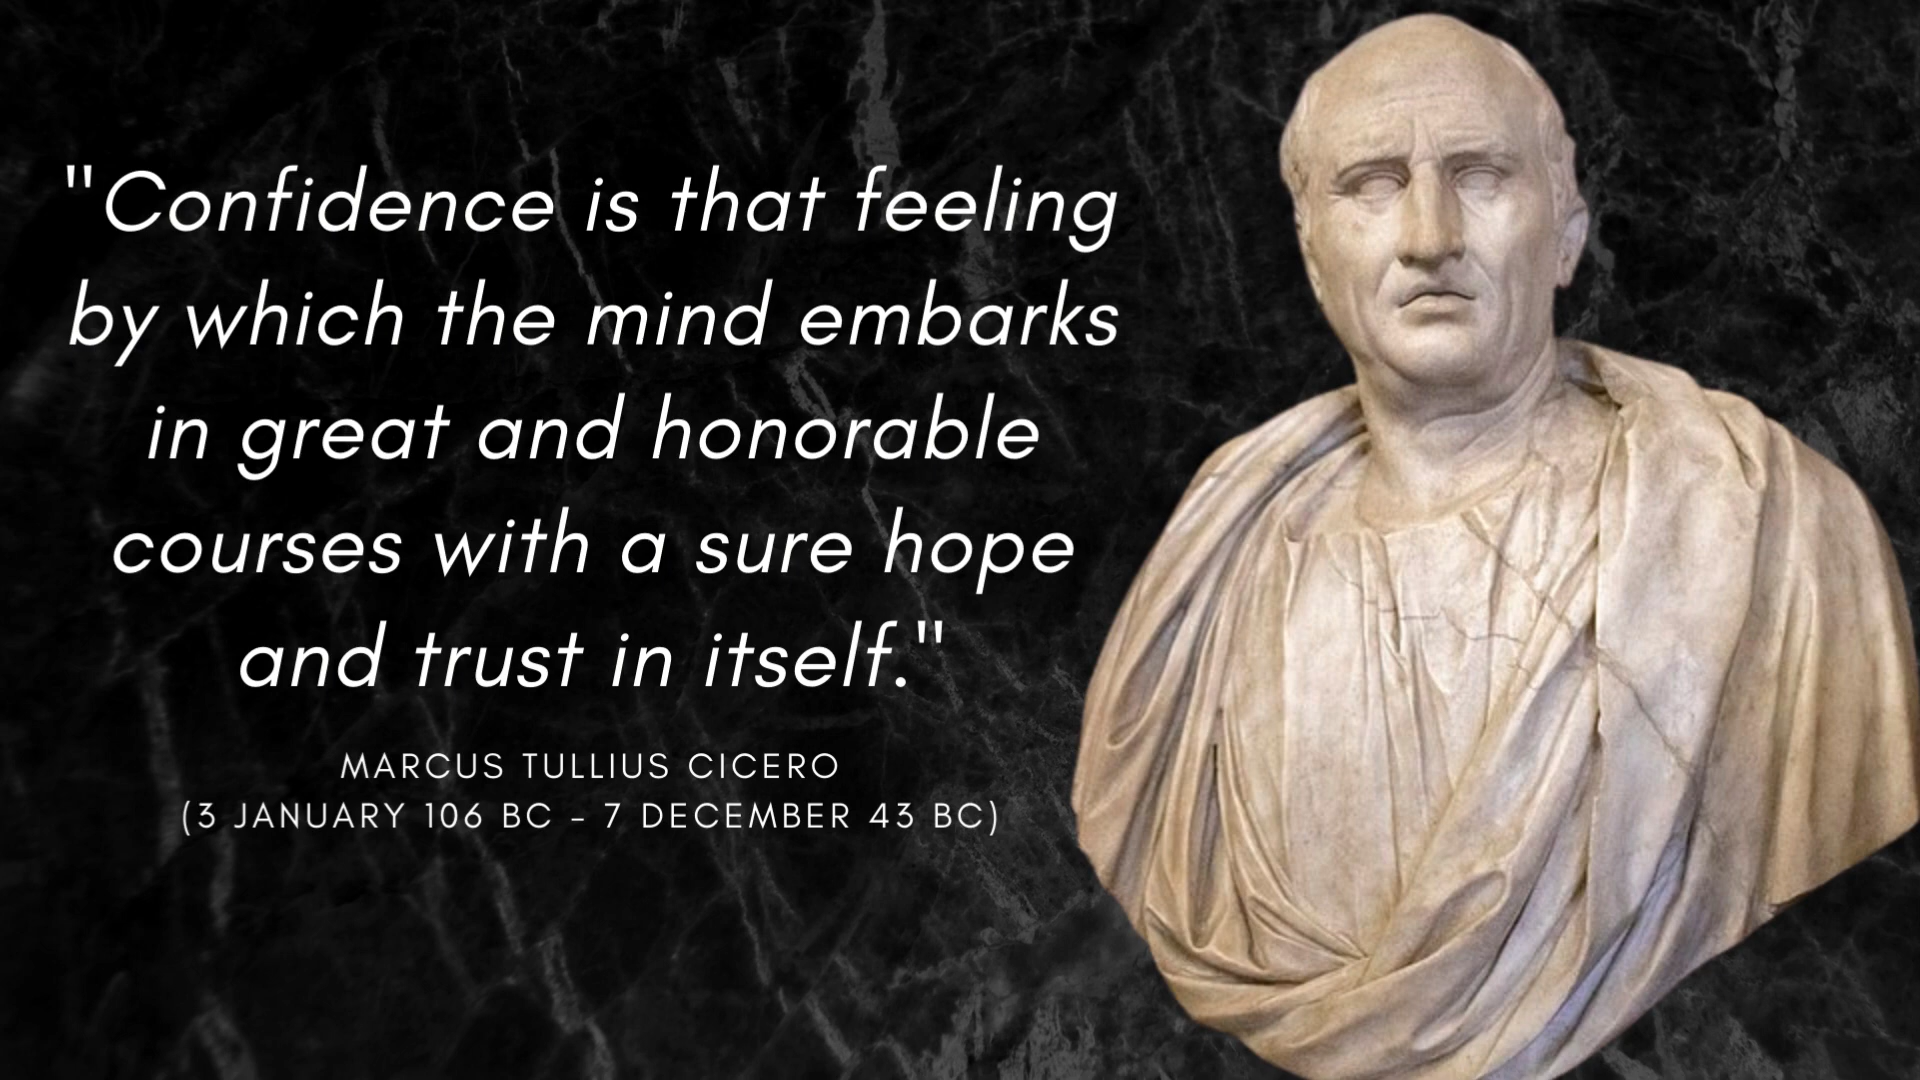 "Confidence is that feeling
by which the mind embarks
in great and honorable
courses with a sure hope
and trust in itself."
MARCUS TULLIUS CICERO
(3 JANUARY 106 BC - 7 DECEMBER 43 BC)